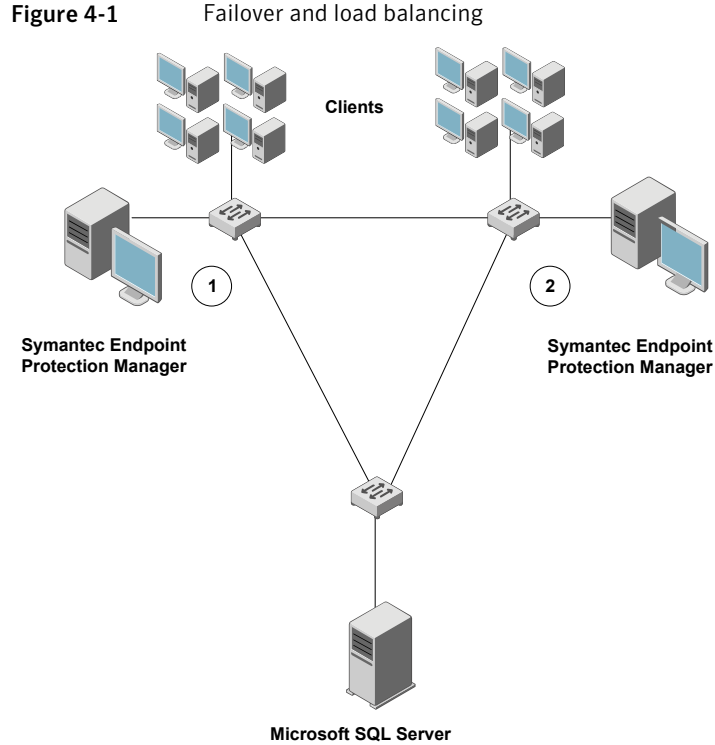 Figure 4-1 Failover and load balancing
Clients
1
2
Symantec Endpoint
Protection Manager
Symantec Endpoint
Protection Manager
Microsoft SQL Server